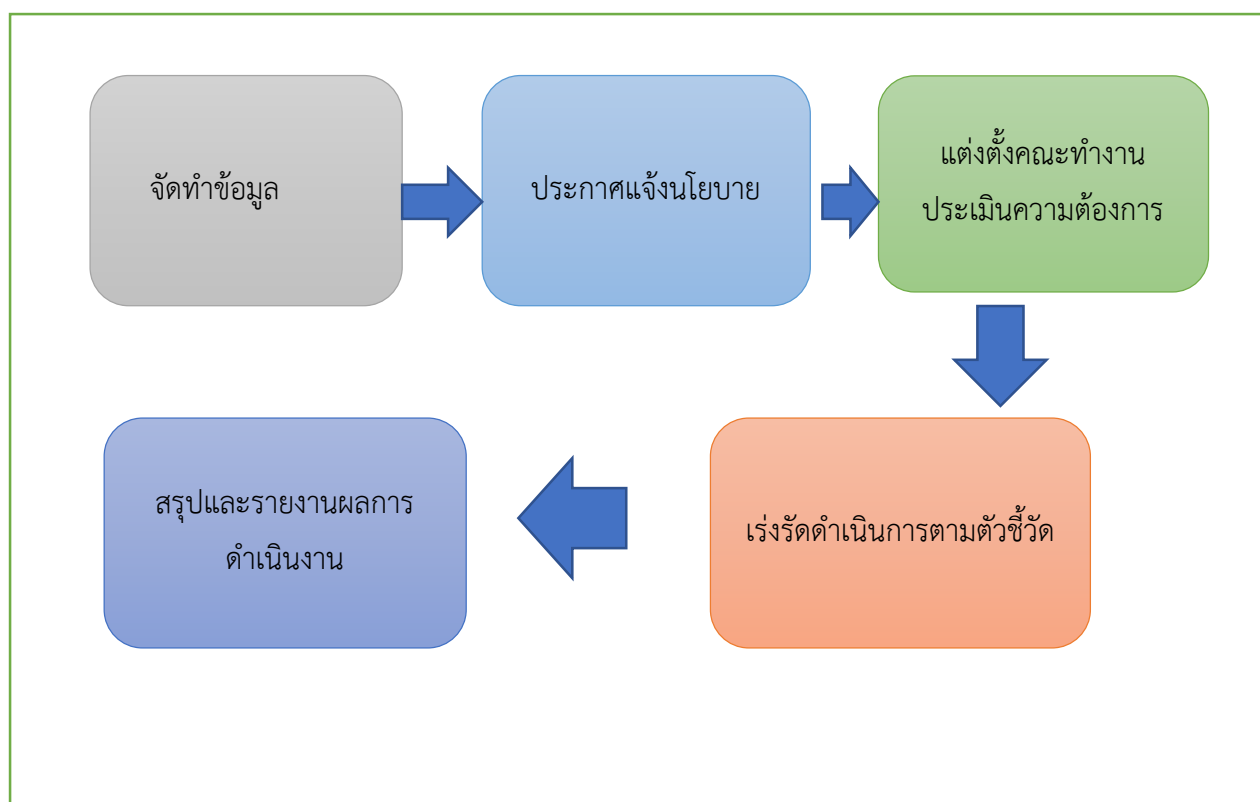 จัดทำข้อมูล
ประกาศแจ้งนโยบาย
แต่งตั้งคณะทำงาน
ประเมินความต้องการ
เร่งรัดดำเนินการตามตัวชี้วัด
สรุปและรายงานผลการ
ดำเนินงาน